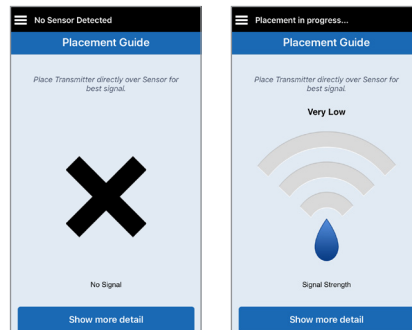 No Sensor Detected
Placement Guide
Place Transmitter directly over Sensor for
best signal.
No Signal
Show more detail
Placement in progress...
Placement Guide
Place Transmitter directly over Sensor for
best signal.
Very Low
Signal Strength
Show more detail